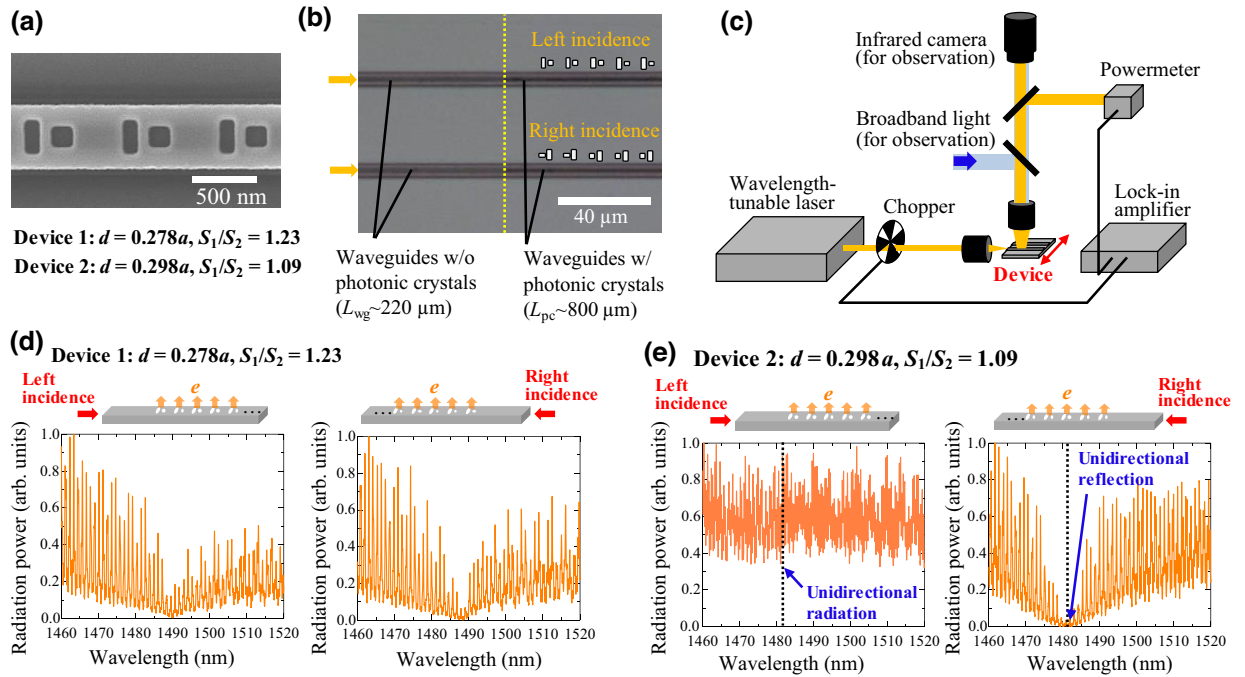 (a)
500 nm
Device 1: d = 0.278a, S1/S2 = 1.23
Device 2: d = 0.298a, S1/S2 = 1.09
(b)
Left incidence
Right incidence
40 µm
Waveguides w/o
photonic crystals
(Lwg~220 µm)
Waveguides w/
photonic crystals
(Lpc~800 µm)
(c)
Infrared camera
(for observation)
Powermeter
Broadband light
(for observation)
Wavelength-
tunable laser
Chopper
Lock-in
amplifier
Device
(d)
Device 1: d = 0.278a, S1/S2 = 1.23
Left
incidence
e
e
Right
incidence
Radiation power (arb. units)
1.0
0.8
0.6
0.4
0.2
0.0
1460 1470 1480 1490 1500 1510 1520
Wavelength (nm)
Radiation power (arb. units)
1.0
0.8
0.6
0.4
0.2
0.0
1460 1470 1480 1490 1500 1510 1520
Wavelength (nm)
(e)
Device 2: d = 0.298a, S1/S2 = 1.09
Left
incidence
e
e
Right
incidence
Radiation power (arb. units)
1.0
0.8
0.6
0.4
0.2
0.0
Unidirectional
radiation
1460 1470 1480 1490 1500 1510 1520
Wavelength (nm)
Radiation power (arb. units)
1.0
0.8
0.6
0.4
0.2
0.0
Unidirectional
reflection
1460 1470 1480 1490 1500 1510 1520
Wavelength (nm)